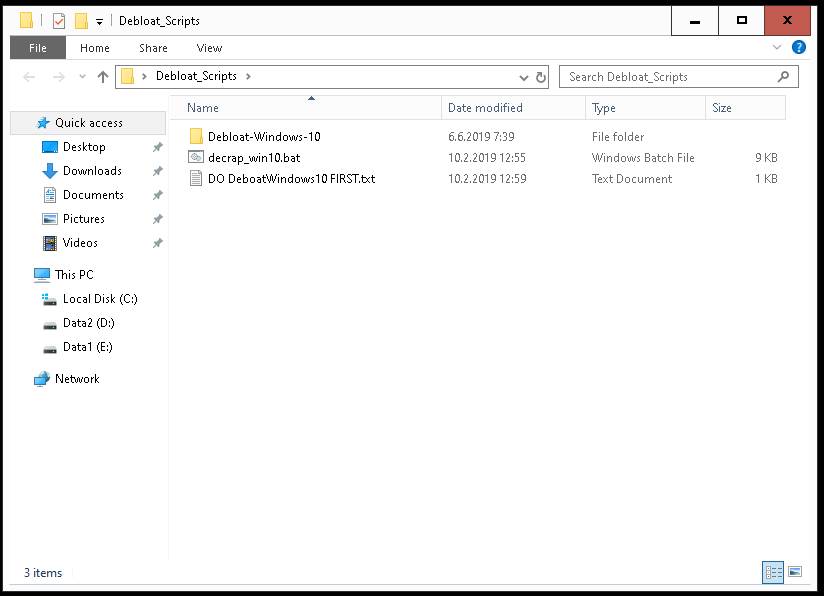 Debloat_Scripts
File Home Share View
Debloat_Scripts Search Debloat_Scripts
Name Date modified Type Size
Quick access
Desktop
Downloads
Documents
Pictures
Videos
This PC
Local Disk (C:)
Data2 (D:)
Data1 (E:)
Network
Debloat-Windows-10 6.6.2019 7:39 File folder
decrap_win10.bat 10.2.2019 12:55 Windows Batch File 9 KB
DO DeboatWindows10 FIRST.txt 10.2.2019 12:59 Text Document 1 KB
3 items